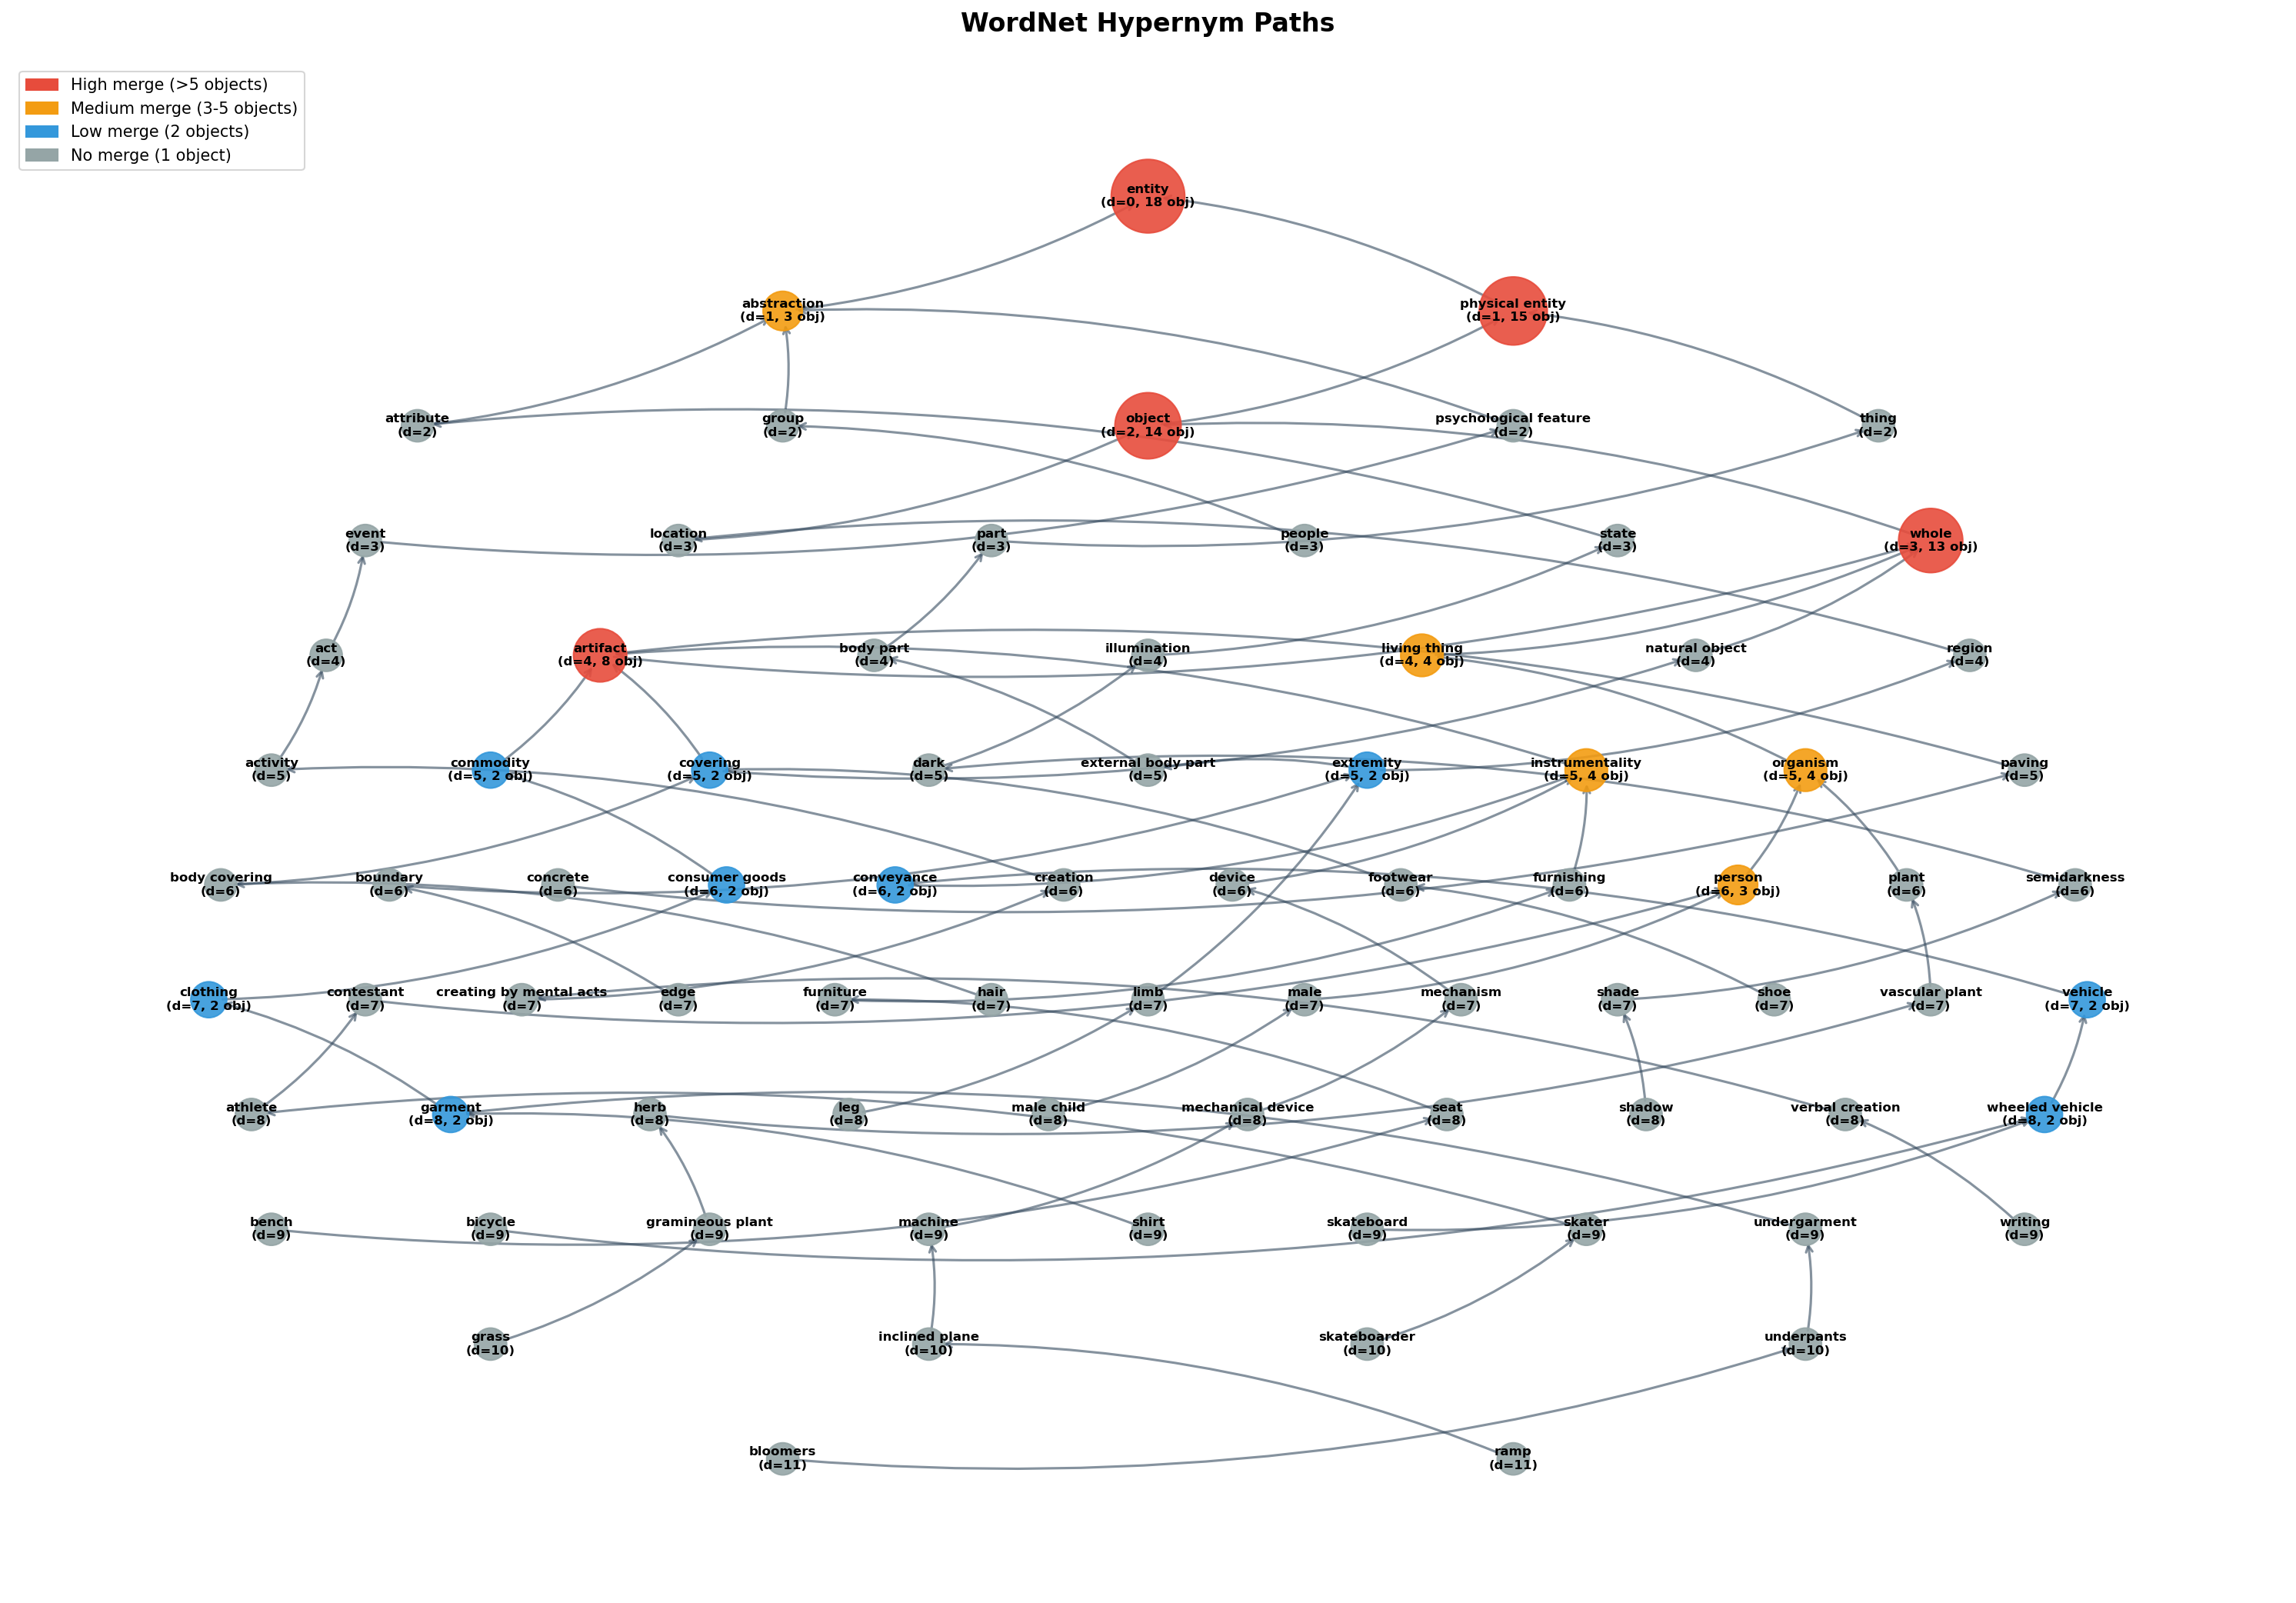 WordNet Hypernym Paths
High merge (>5 objects)
Medium merge (3-5 objects)
Low merge (2 objects)
No merge (1 object)
entity
(d=0, 18 obj)
abstraction
(d=1, 3 obj)
physical entity
(d=1, 15 obj)
attribute
(d=2)
group
(d=2)
object
(d=2, 14 obj)
psychological feature
(d=2)
thing
(d=2)
event
(d=3)
location
(d=3)
part
(d=3)
people
(d=3)
state
(d=3)
whole
(d=3, 13 obj)
act
(d=4)
artifact
(d=4, 8 obj)
body part
(d=4)
illumination
(d=4)
living thing
(d=4, 4 obj)
natural object
(d=4)
region
(d=4)
activity
(d=5)
commodity
(d=5, 2 obj)
covering
(d=5, 2 obj)
dark
(d=5)
external body part
(d=5)
extremity
(d=5, 2 obj)
instrumentality
(d=5, 4 obj)
organism
(d=5, 4 obj)
paving
(d=5)
body covering
(d=6)
boundary
(d=6)
concrete
(d=6)
consumer goods
(d=6, 2 obj)
conveyance
(d=6, 2 obj)
creation
(d=6)
device
(d=6)
footwear
(d=6)
furnishing
(d=6)
person
(d=6, 3 obj)
plant
(d=6)
semidarkness
(d=6)
clothing
(d=7, 2 obj)
contestant
(d=7)
creating by mental acts
(d=7)
edge
(d=7)
furniture
(d=7)
hair
(d=7)
limb
(d=7)
male
(d=7)
mechanism
(d=7)
shade
(d=7)
shoe
(d=7)
vascular plant
(d=7)
vehicle
(d=7, 2 obj)
athlete
(d=8)
garment
(d=8, 2 obj)
herb
(d=8)
leg
(d=8)
male child
(d=8)
mechanical device
(d=8)
seat
(d=8)
shadow
(d=8)
verbal creation
(d=8)
wheeled vehicle
(d=8, 2 obj)
bench
(d=9)
bicycle
(d=9)
gramineous plant
(d=9)
machine
(d=9)
shirt
(d=9)
skateboard
(d=9)
skater
(d=9)
undergarment
(d=9)
writing
(d=9)
grass
(d=10)
inclined plane
(d=10)
skateboarder
(d=10)
underpants
(d=10)
bloomers
(d=11)
ramp
(d=11)